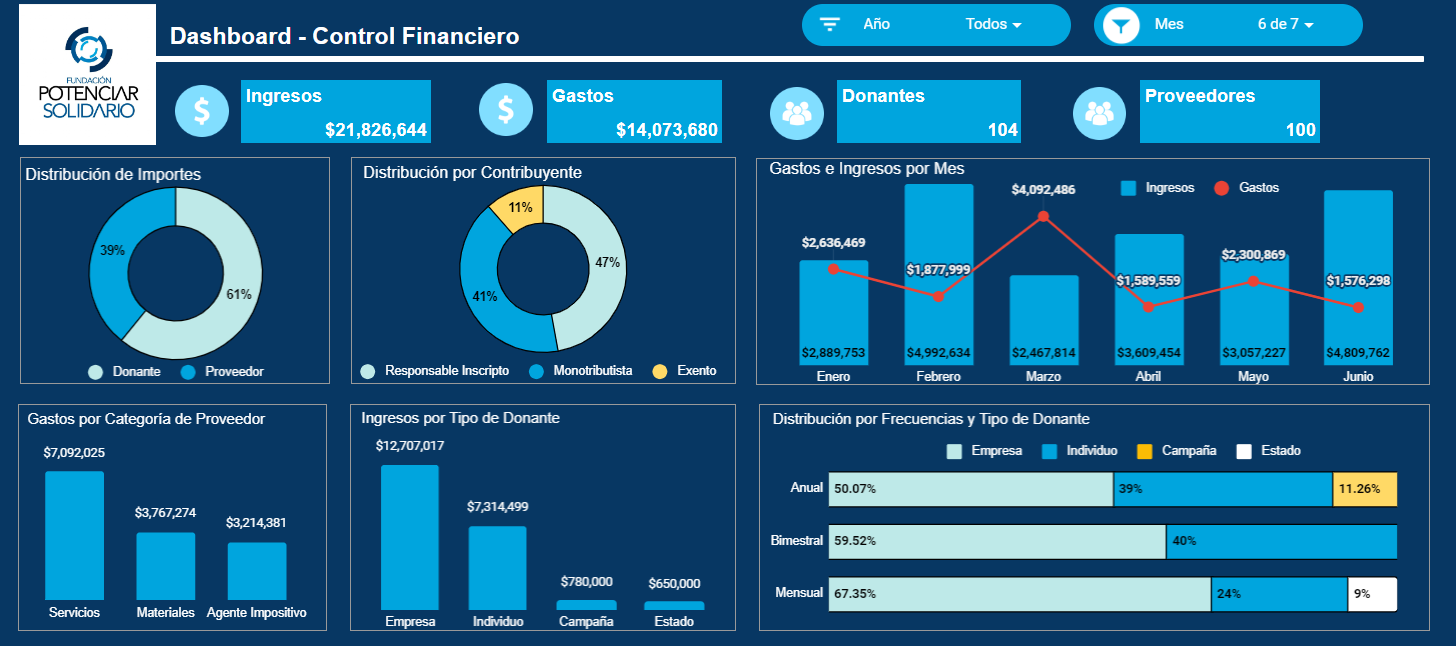 FUNDACIÓN
POTENCIAR
SOLIDARIO
Dashboard - Control Financiero
Año Todos
Mes 6 de 7
Ingresos
$21,826,644
Gastos
$14,073,680
Donantes
104
Proveedores
100
Distribución de Importes
39%
61%
Donante Proveedor
Distribución por Contribuyente
11%
47%
41%
Responsable Inscripto Monotributista Exento
Gastos e Ingresos por Mes
Ingresos Gastos
$2,636,469
$1,877,999
$4,092,486
$1,589,559
$2,300,869
$1,576,298
$2,889,753 $4,992,634 $2,467,814 $3,609,454 $3,057,227 $4,809,762
Enero Febrero Marzo Abril Mayo Junio
Gastos por Categoría de Proveedor
$7,092,025
$3,767,274
$3,214,381
Servicios Materiales Agente Impositivo
Ingresos por Tipo de Donante
$12,707,017
$7,314,499
$780,000
$650,000
Empresa Individuo Campaña Estado
Distribución por Frecuencias y Tipo de Donante
Empresa Individuo Campaña Estado
Anual 50.07% 39% 11.26%
Bimestral 59.52% 40%
Mensual 67.35% 24% 9%